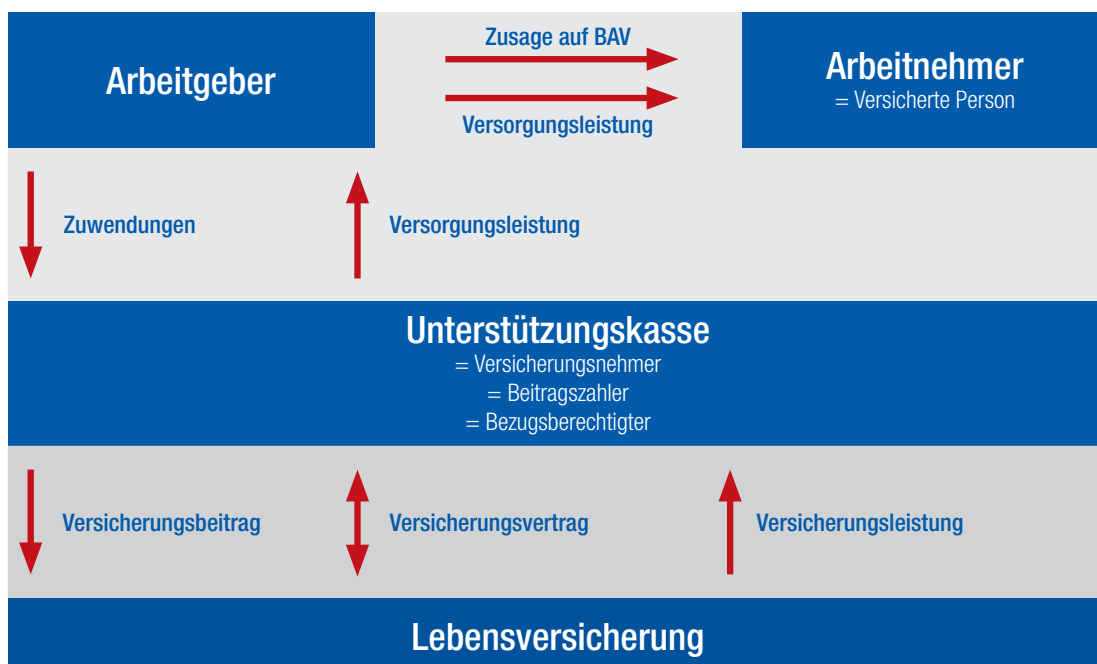 Arbeitgeber
Zusage auf BAV
Versorgungsleistung
Arbeitnehmer
= Versicherte Person
Zuwendungen
Versorgungsleistung
Unterstützungskasse
= Versicherungsnehmer
= Beitragszahler
= Bezugsberechtigter
Versicherungsbeitrag
Versicherungsvertrag
Versicherungsleistung
Lebensversicherung